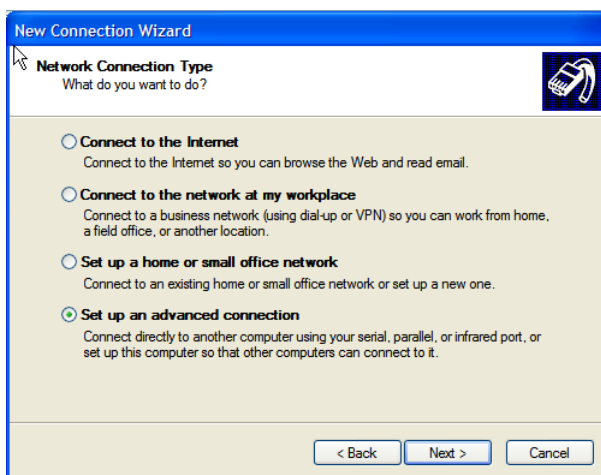 New Connection Wizard
Network Connection Type
What do you want to do?
Connect to the Internet
Connect to the Internet so you can browse the Web and read email.
Connect to the network at my workplace
Connect to a business network (using dial-up or VPN) so you can work from home,
a field office, or another location.
Set up a home or small office network
Connect to an existing home or small office network or set up a new one.
Set up an advanced connection
Connect directly to another computer using your serial, parallel, or infrared port, or
set up this computer so that other computers can connect to it.
< Back Next > Cancel